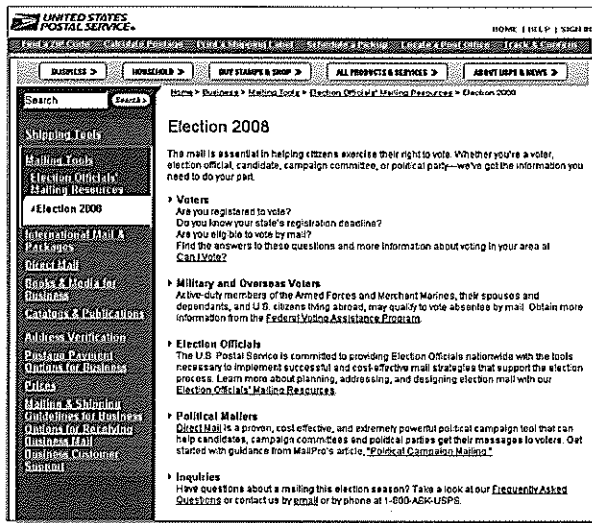 UNITED STATES
POSTAL SERVICE®
HOME | HELP | SIGN IN
Find a ZIP Code Calculate Postage Print a Shipping Label Schedule a Pickup Locate a Post Office Track & Confirm
BUSINESS > HOUSEHOLD > BUY STAMPS & SHOP > ALL PRODUCTS & SERVICES > ABOUT USPS & NEWS >
Search Search >
Home > Business > Mailing Tools > Election Officials' Mailing Resources > Election 2008
Shipping Tools
Mailing Tools
Election Officials'
Mailing Resources
Election 2008
International Mail &
Packages
Direct Mail
Books & Media for
Business
Catalogs & Publications
Address Verification
Postage Payment
Options for Business
Prices
Mailing & Shipping
Guidelines for Business
Options for Receiving
Business Mail
Business Customer
Support
Election 2008
The mail is essential in helping citizens exercise their right to vote. Whether you're a voter,
election official, candidate, campaign committee, or political party—we've got the information you
need to do your part.
Voters
Are you registered to vote?
Do you know your state's registration deadline?
Are you eligible to vote by mail?
Find the answers to these questions and more information about voting in your area at
Can I Vote?
Military and Overseas Voters
Active-duty members of the Armed Forces and Merchant Marines, their spouses and
dependants, and U.S. citizens living abroad, may qualify to vote absentee by mail. Obtain more
information from the Federal Voting Assistance Program.
Election Officials
The U.S. Postal Service is committed to providing Election Officials nationwide with the tools
necessary to implement successful and cost-effective mail strategies that support the election
process. Learn more about planning, addressing, and designing election mail with our
Election Officials' Mailing Resources.
Political Mailers
Direct Mail is a proven, cost effective, and extremely powerful political campaign tool that can
help candidates, campaign committees and political parties get their messages to voters. Get
started with guidance from MailPro's article, "Political Campaign Mailing."
Inquiries
Have questions about a mailing this election season? Take a look at our Frequently Asked
Questions or contact us by email or by phone at 1-800-ASK-USPS.